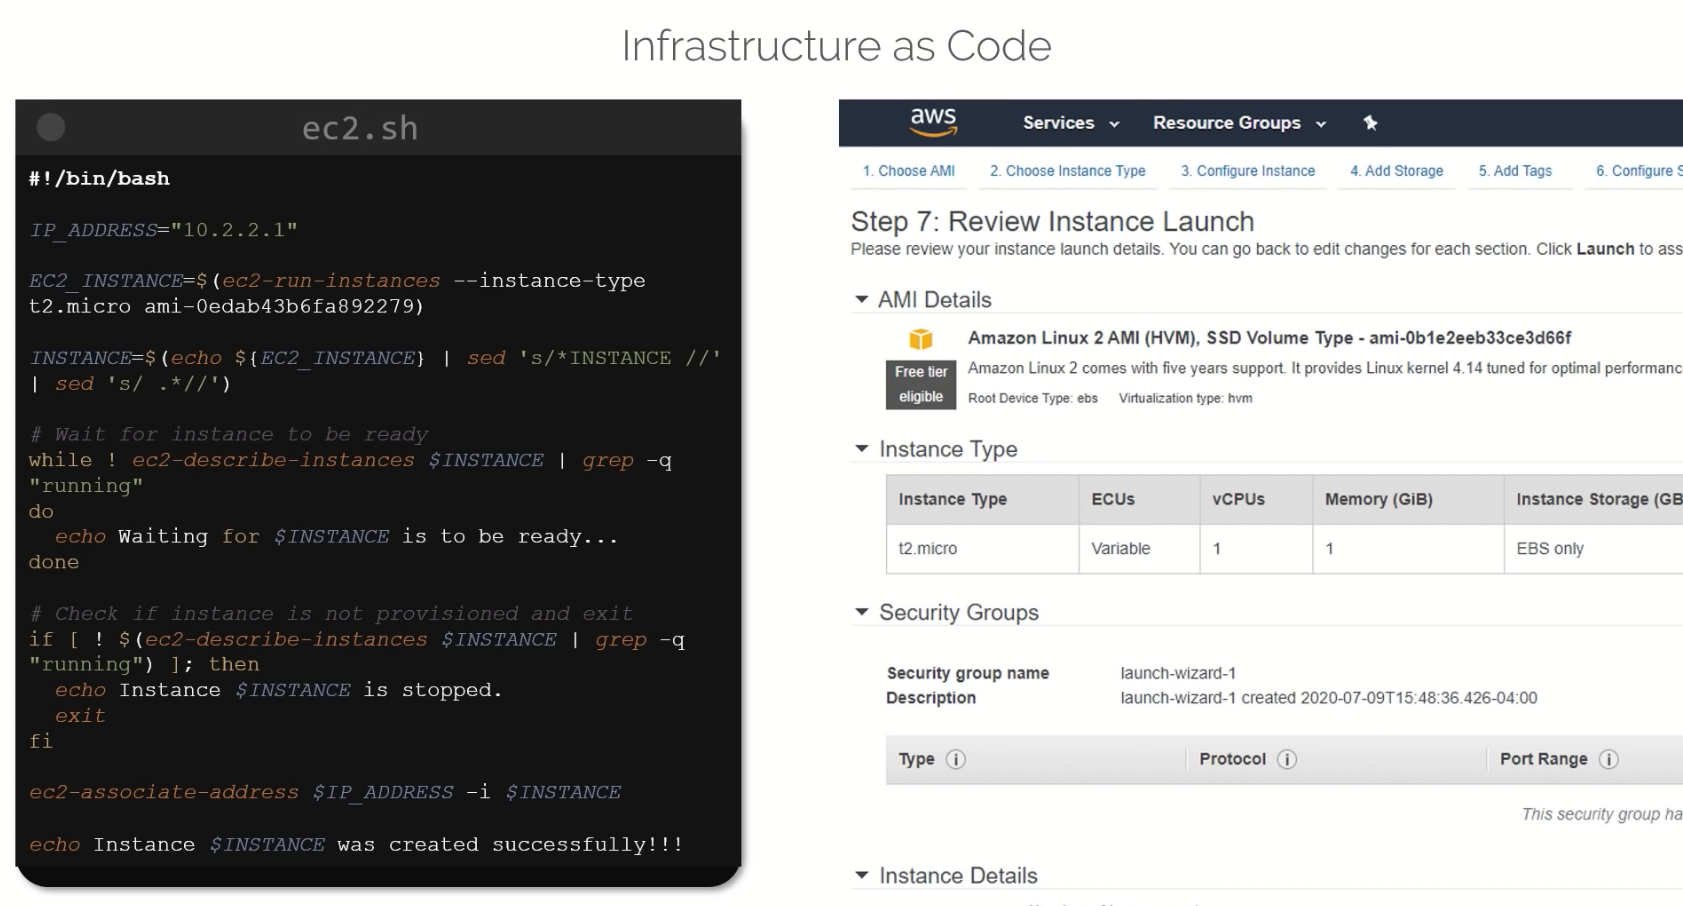 Infrastructure as Code
ec2.sh
#!/bin/bash
IP_ADDRESS="10.2.2.1"
EC2_INSTANCE=$(ec2-run-instances --instance-type
t2.micro ami-0edab43b6fa892279)
INSTANCE=$(echo ${EC2_INSTANCE} | sed 's/*INSTANCE //'
| sed 's/ .*//')
# Wait for instance to be ready
while ! ec2-describe-instances $INSTANCE | grep -q
"running"
do
echo Waiting for $INSTANCE is to be ready...
done
# Check if instance is not provisioned and exit
if [ ! $(ec2-describe-instances $INSTANCE | grep -q
"running") ]; then
echo Instance $INSTANCE is stopped.
exit
fi
ec2-associate-address $IP_ADDRESS -i $INSTANCE
echo Instance $INSTANCE was created successfully!!!
aws Services Resource Groups
1. Choose AMI 2. Choose Instance Type 3. Configure Instance 4. Add Storage 5. Add Tags 6. Configure S
Step 7: Review Instance Launch
Please review your instance launch details. You can go back to edit changes for each section. Click Launch to ass
AMI Details
Amazon Linux 2 AMI (HVM), SSD Volume Type - ami-0b1e2eeb33ce3d66f
Free tier
eligible
Amazon Linux 2 comes with five years support. It provides Linux kernel 4.14 tuned for optimal performanc
Root Device Type: ebs Virtualization type: hvm
Instance Type
Instance Type ECUs vCPUs Memory (GiB) Instance Storage (GB
t2.micro Variable 1 1 EBS only
Security Groups
Security group name launch-wizard-1
Description launch-wizard-1 created 2020-07-09T15:48:36.426-04:00
Type Protocol Port Range
This security group ha
Instance Details